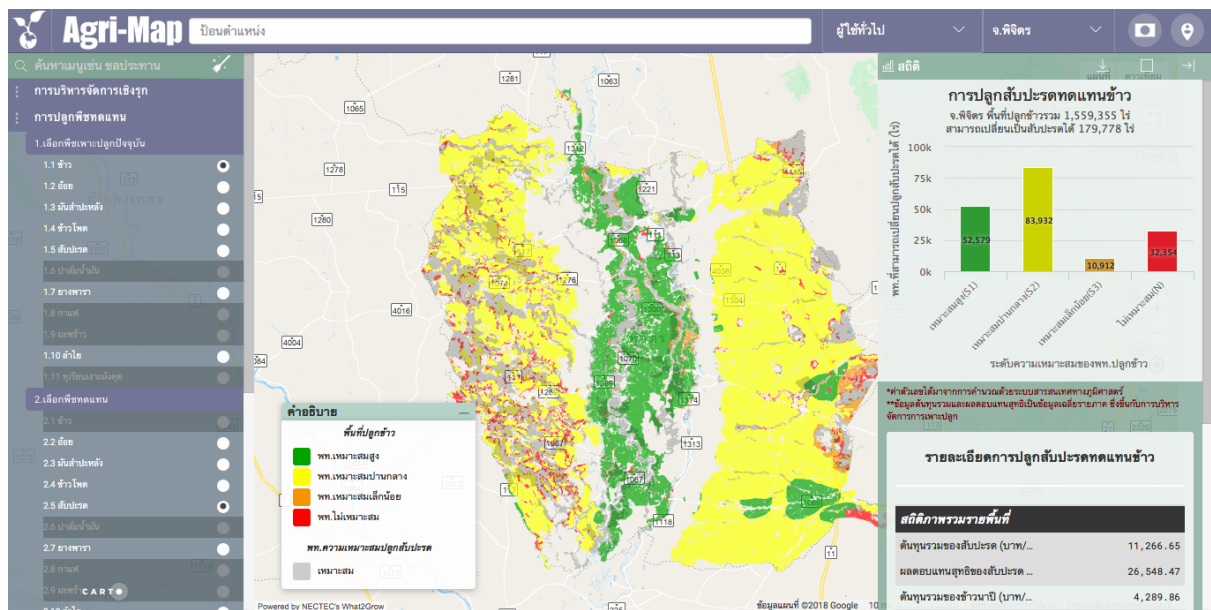 Agri-Map
ป้อนตำแหน่ง
ผู้ใช้ทั่วไป
จ.พิจิตร
ค้นหาเมนูเช่น ชลประทาน
การบริหารจัดการเชิงรุก
การปลูกพืชทดแทน
1.เลือกพืชเพาะปลูกปัจจุบัน
1.1 ข้าว
1.2 อ้อย
1.3 มันสำปะหลัง
1.4 ข้าวโพด
1.5 สับปะรด
1.6 ปาล์มน้ำมัน
1.7 ยางพารา
1.8 กาแฟ
1.9 มะพร้าว
1.10 ลำไย
1.11 ทุเรียนเงาะมังคุด
2.เลือกพืชทดแทน
2.1 ข้าว
2.2 อ้อย
2.3 มันสำปะหลัง
2.4 ข้าวโพด
2.5 สับปะรด
2.6 ปาล์มน้ำมัน
2.7 ยางพารา
2.8 กาแฟ
2.9 มะพร้าว
CARTO
1281
1063
1065
1312
1278
115
1221
1280
1068
1276
4038
1304
4016
1300
4004
1070
1289
1174
1313
1067
1067
1118
11
คำอธิบาย
พื้นที่ปลูกข้าว
พท.เหมาะสมสูง
พท.เหมาะสมปานกลาง
พท.เหมาะสมเล็กน้อย
พท.ไม่เหมาะสม
พท.ความเหมาะสมปลูกสับปะรด
เหมาะสม
Powered by NECTEC's What2Grow
ข้อมูลแผนที่ ©2018 Google
สถิติ
แผนที่ ดาวเทียม
การปลูกสับปะรดทดแทนข้าว
จ.พิจิตร พื้นที่ปลูกข้าวรวม 1,559,355 ไร่
สามารถเปลี่ยนเป็นสับปะรดได้ 179,778 ไร่
พท.ที่สามารถเปลี่ยนปลูกสับปะรดได้ (ไร่)
100k
75k
50k
25k
0k
52,579
83,932
10,912
32,354
เหมาะสมสูง(S1)
เหมาะสมปานกลาง(S2)
เหมาะสมเล็กน้อย(S3)
ไม่เหมาะสม(N)
ระดับความเหมาะสมของพท.ปลูกข้าว
*ค่าตัวเลขได้มาจากการคำนวณด้วยระบบสารสนเทศทางภูมิศาสตร์
**ข้อมูลต้นทุนรวมและผลตอบแทนสุทธิเป็นข้อมูลเฉลี่ยรายภาค ซึ่งขึ้นกับการบริหาร
จัดการการเพาะปลูก
รายละเอียดการปลูกสับปะรดทดแทนข้าว
สถิติภาพรวมรายพื้นที่
ต้นทุนรวมของสับปะรด (บาท/... 11,266.65
ผลตอบแทนสุทธิของสับปะรด ... 26,548.47
ต้นทุนรวมของข้าวนาปี (บาท/... 4,289.86